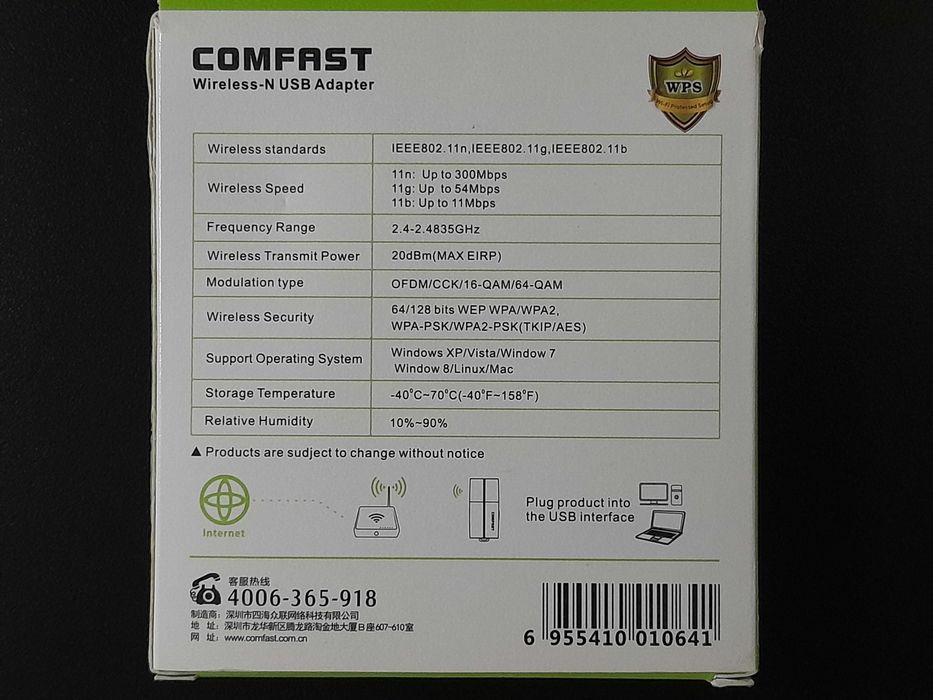 COMFAST
Wireless-N USB Adapter
WPS
Wi-Fi Protected Setup
Wireless standards IEEE802.11n,IEEE802.11g,IEEE802.11b
Wireless Speed
11n: Up to 300Mbps
11g: Up to 54Mbps
11b: Up to 11Mbps
Frequency Range 2.4-2.4835GHz
Wireless Transmit Power 20dBm(MAX EIRP)
Modulation type OFDM/CCK/16-QAM/64-QAM
Wireless Security
64/128 bits WEP WPA/WPA2,
WPA-PSK/WPA2-PSK(TKIP/AES)
Support Operating System
Windows XP/Vista/Window 7
Window 8/Linux/Mac
Storage Temperature -40°C~70°C(-40°F~158°F)
Relative Humidity 10%~90%
▲ Products are subject to change without notice
Internet
COMFAST
Plug product into
the USB interface
客服热线
4006-365-918
制造商: 深圳市四海众联网络科技有限公司
地 址: 深圳市龙华新区腾龙路淘金地大厦B座607-610室
网 址: www.comfast.com.cn
6 955410 010641